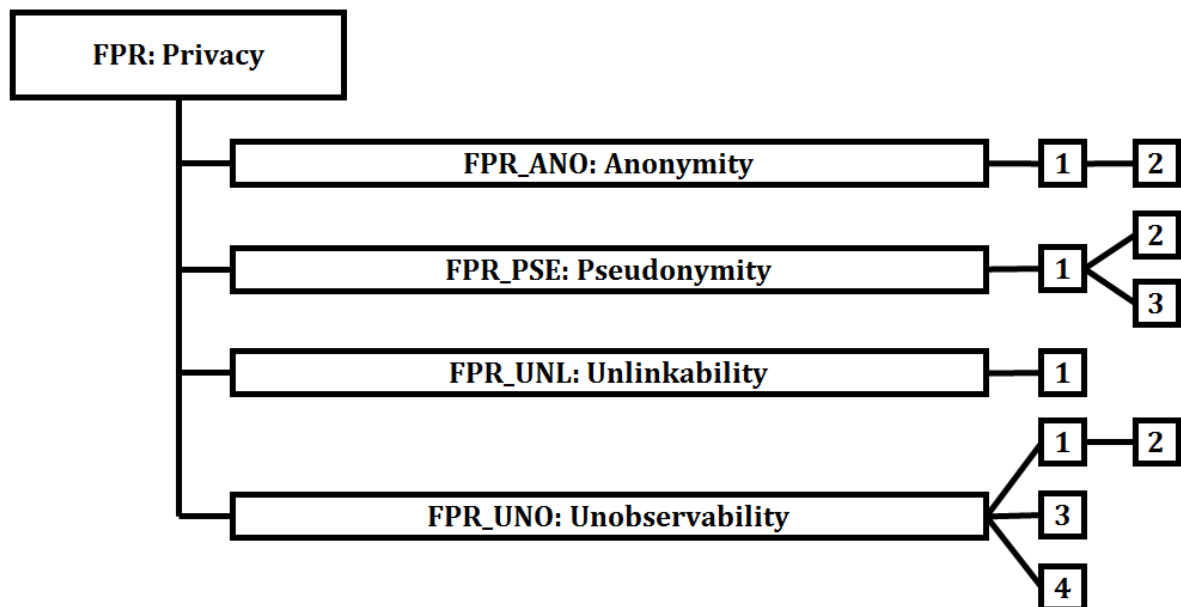 FPR: Privacy
FPR_ANO: Anonymity 1 2
FPR_PSE: Pseudonymity 1 2 3
FPR_UNL: Unlinkability 1
FPR_UNO: Unobservability 1 2 3 4